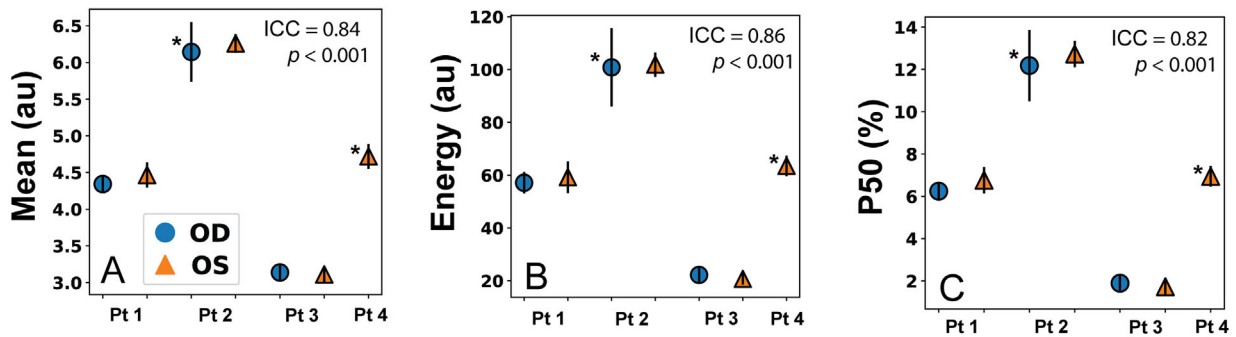 Mean (au)
6.5
6.0
5.5
5.0
4.5
4.0
3.5
3.0
*
*
ICC = 0.84
p < 0.001
OD
OS
A
Pt 1
Pt 2
Pt 3
Pt 4
Energy (au)
120
100
80
60
40
20
*
*
ICC = 0.86
p < 0.001
B
Pt 1
Pt 2
Pt 3
Pt 4
P50 (%)
14
12
10
8
6
4
2
*
*
ICC = 0.82
p < 0.001
C
Pt 1
Pt 2
Pt 3
Pt 4